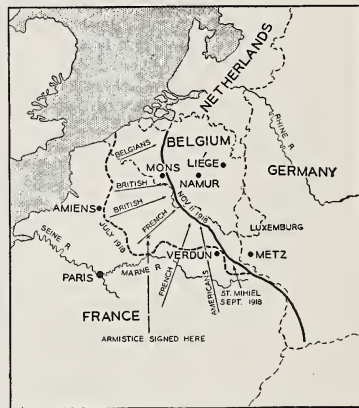 NETHERLANDS
RHINE R
BELGIANS
BELGIUM
MONS
LIEGE
NAMUR
GERMANY
BRITISH
BRITISH
AMIENS
JULY 1918
FRENCH
NOV 11 1918
LUXEMBURG
SEINE R.
VERDUN
METZ
PARIS
MARNE R.
FRENCH
AMERICANS
ST. MIHIEL
SEPT. 1918
FRANCE
ARMISTICE SIGNED HERE